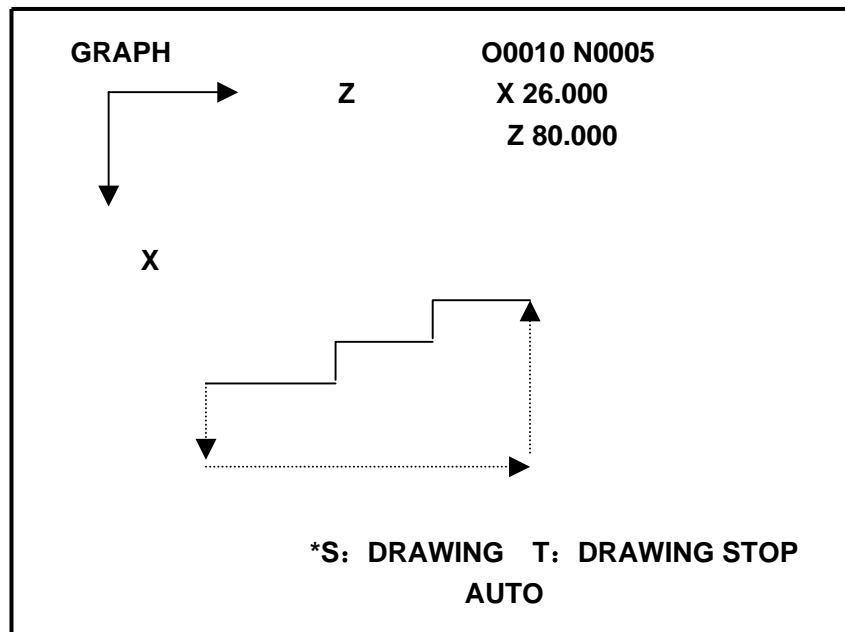 GRAPH O0010 N0005
Z X 26.000
Z 80.000
X
*S：DRAWING T：DRAWING STOP
AUTO